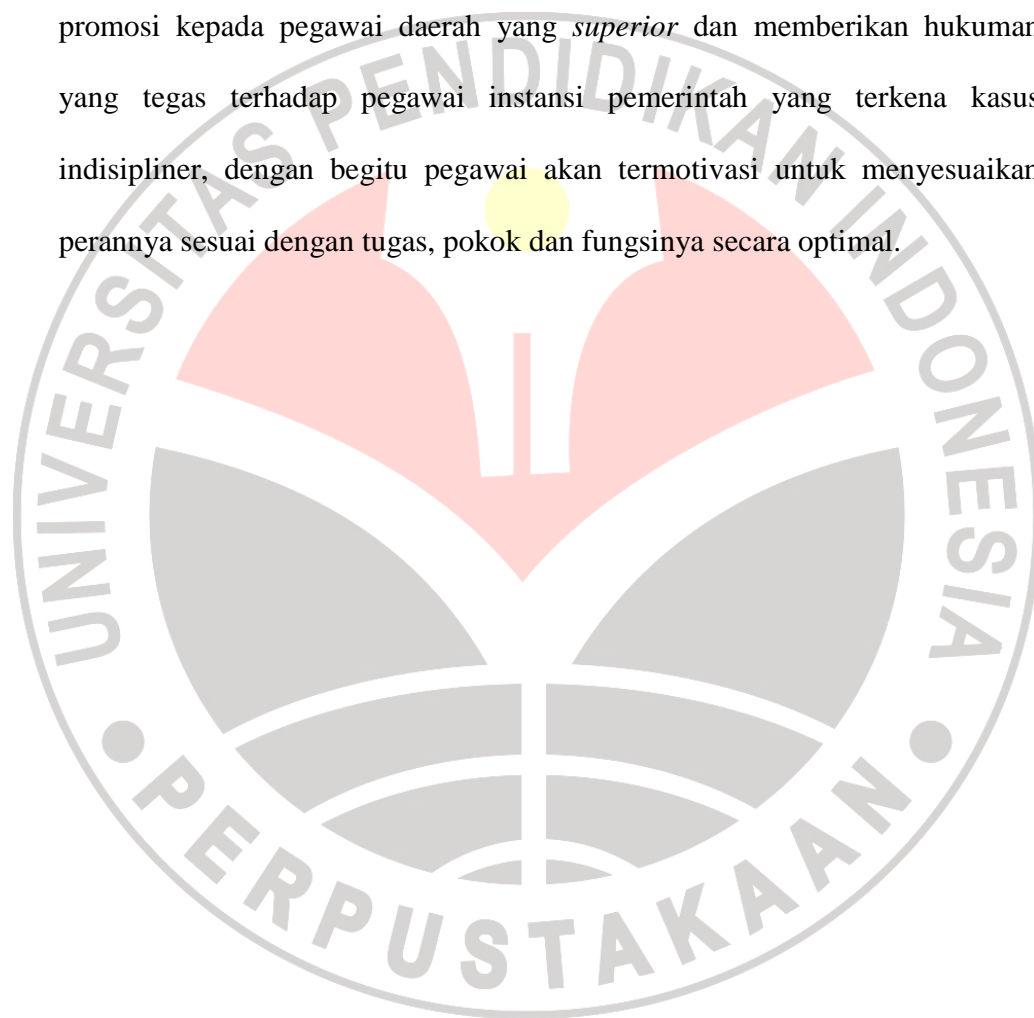 promosi kepada pegawai daerah yang superior dan memberikan hukuman
yang tegas terhadap pegawai instansi pemerintah yang terkena kasus
indisipliner, dengan begitu pegawai akan termotivasi untuk menyesuaikan
perannya sesuai dengan tugas, pokok dan fungsinya secara optimal.
UNIVERSITAS PENDIDIKAN INDONESIA
PERPUSTAKAAN